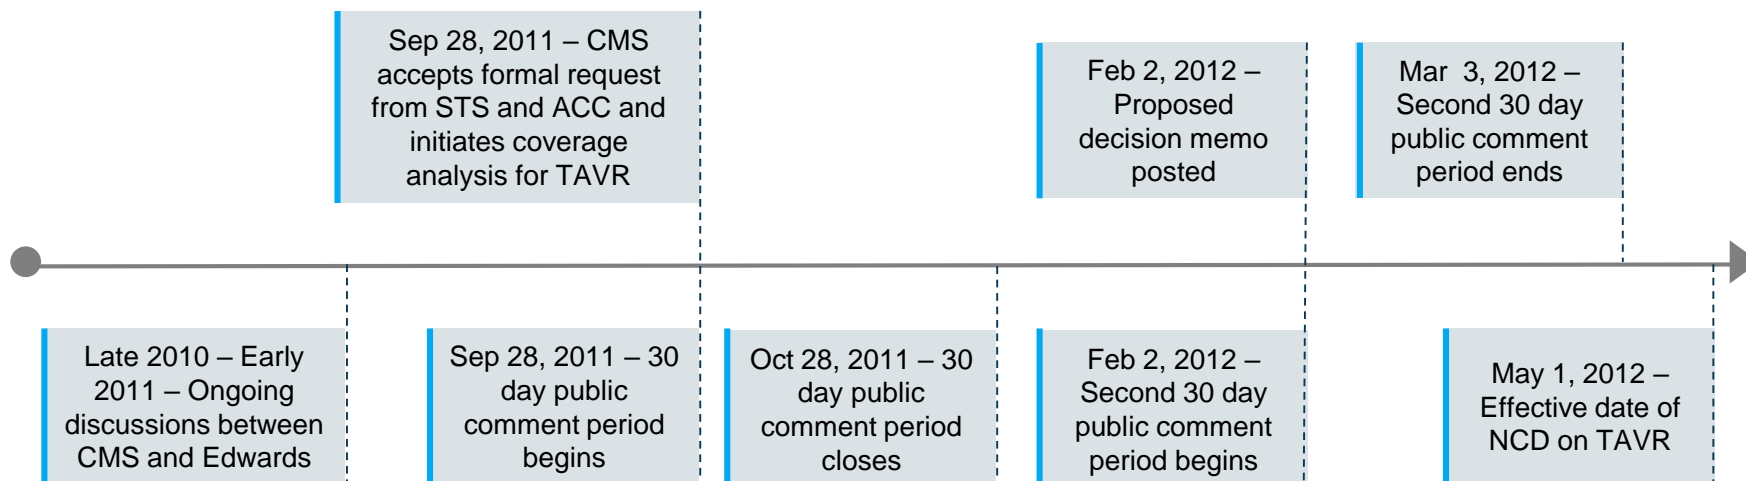 Sep 28, 2011 – CMS
accepts formal request
from STS and ACC and
initiates coverage
analysis for TAVR
Feb 2, 2012 –
Proposed
decision memo
posted
Mar  3, 2012 –
Second 30 day
public comment
period ends
Late 2010 – Early
2011 – Ongoing
discussions between
CMS and Edwards
Sep 28, 2011 – 30
day public
comment period
begins
Oct 28, 2011 – 30
day public
comment period
closes
Feb 2, 2012 –
Second 30 day
public comment
period begins
May 1, 2012 –
Effective date of
NCD on TAVR